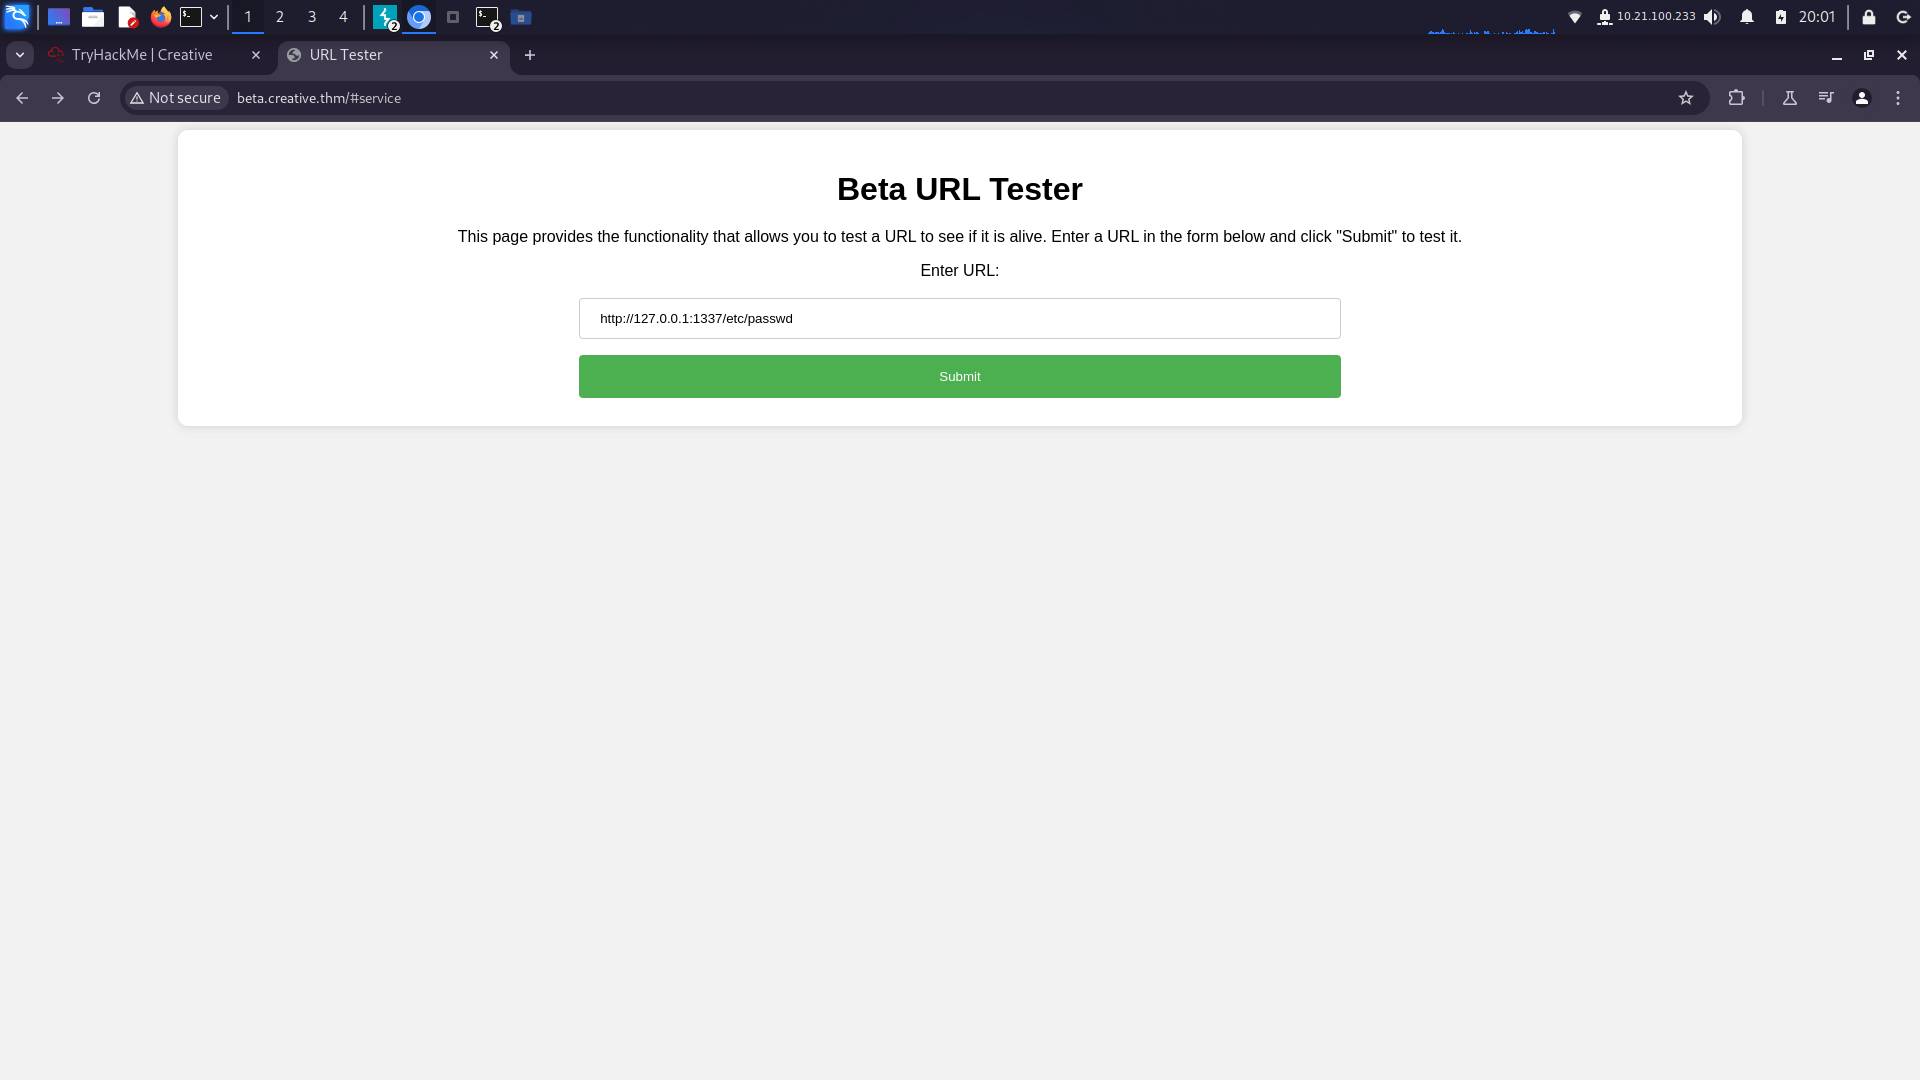 1 2 3 4 2 2 10.21.100.233 20:01
TryHackMe | Creative URL Tester
Not secure beta.creative.thm/#service
Beta URL Tester
This page provides the functionality that allows you to test a URL to see if it is alive. Enter a URL in the form below and click "Submit" to test it.
Enter URL:
http://127.0.0.1:1337/etc/passwd
Submit